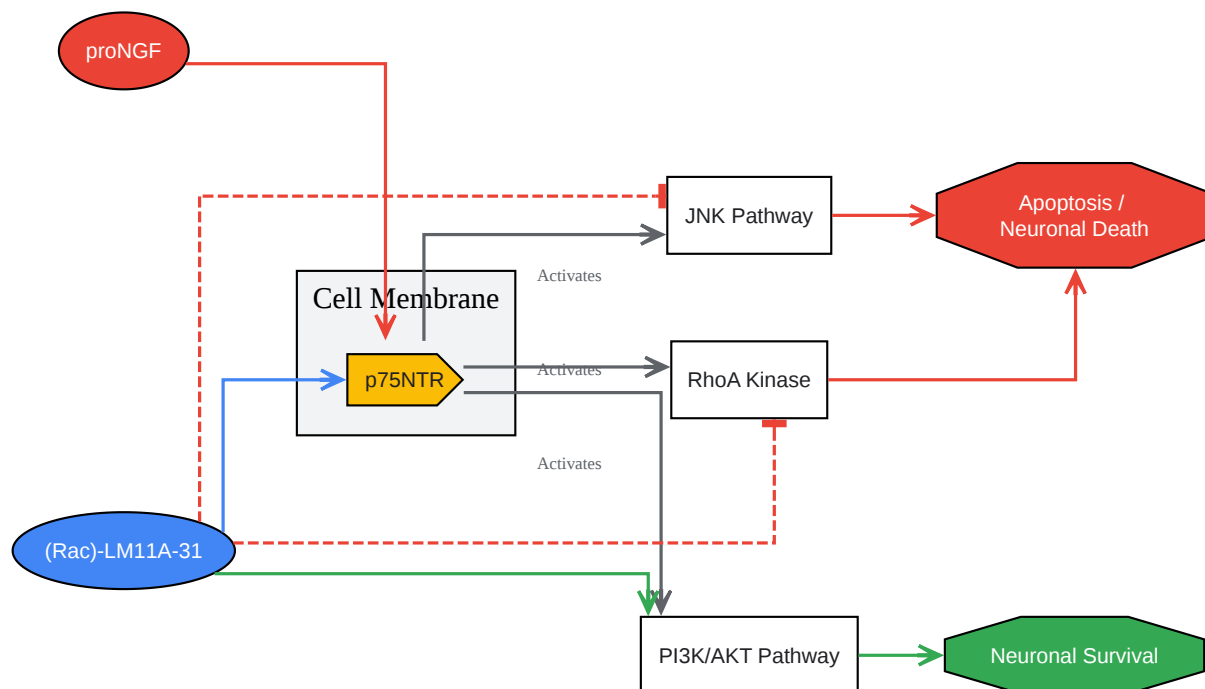 proNGF
JNK Pathway
Apoptosis /
Neuronal Death
Activates
Cell Membrane
p75NTR
Activates
RhoA Kinase
Activates
(Rac)-LM11A-31
PI3K/AKT Pathway
Neuronal Survival